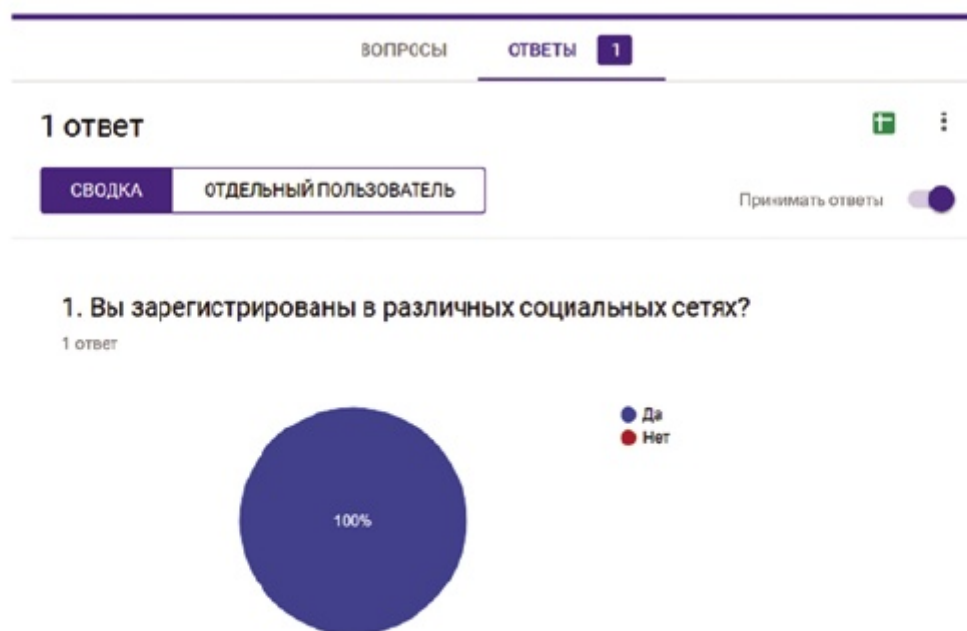 ВОПРОСЫ ОТВЕТЫ 1
1 ответ
СВОДКА ОТДЕЛЬНЫЙ ПОЛЬЗОВАТЕЛЬ Принимать ответы
1. Вы зарегистрированы в различных социальных сетях?
1 ответ
Да
Нет
100%